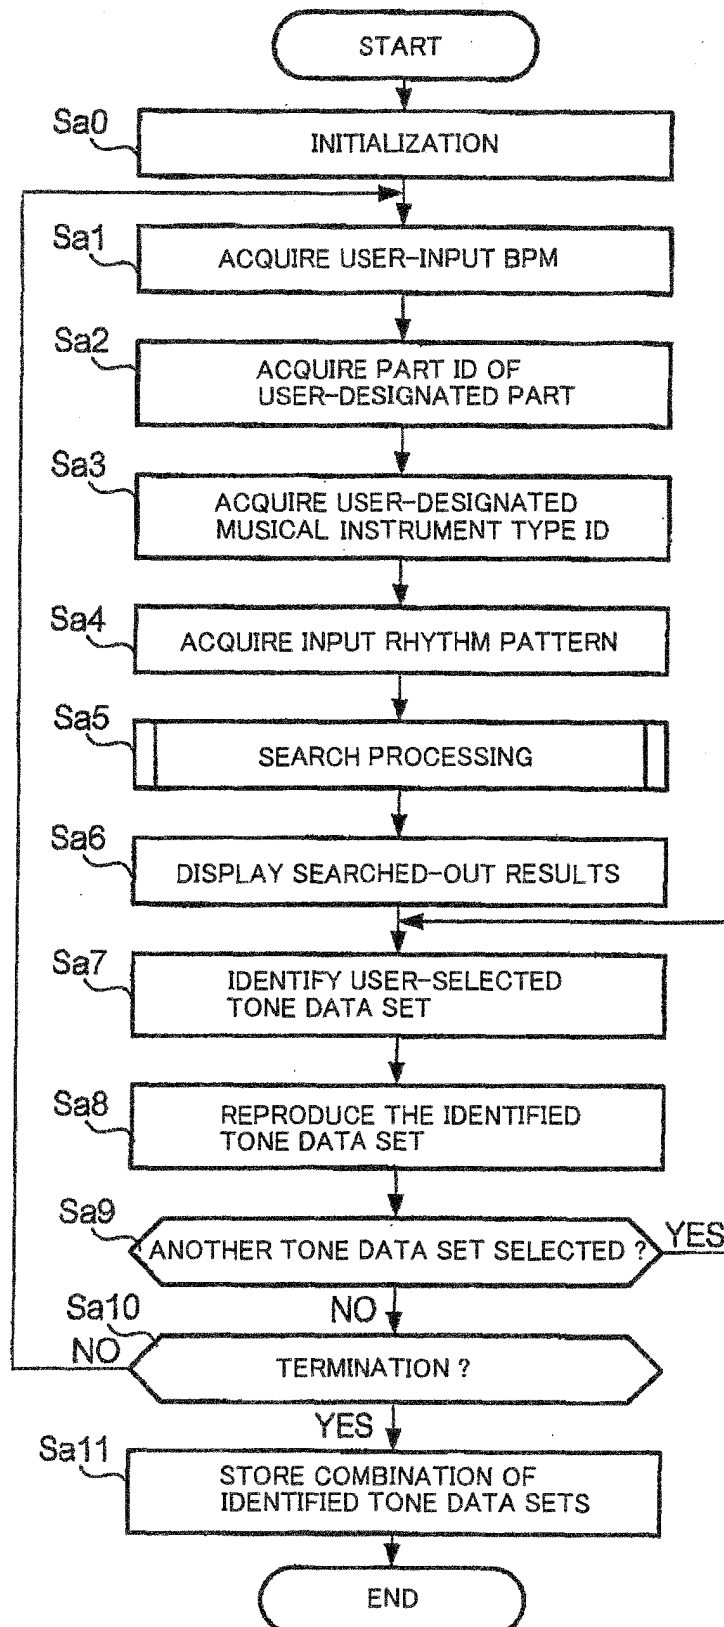 START
Sa0
INITIALIZATION
Sa1
ACQUIRE USER-INPUT BPM
Sa2
ACQUIRE PART ID OF
USER-DESIGNATED PART
Sa3
ACQUIRE USER-DESIGNATED
MUSICAL INSTRUMENT TYPE ID
Sa4
ACQUIRE INPUT RHYTHM PATTERN
Sa5
SEARCH PROCESSING
Sa6
DISPLAY SEARCHED-OUT RESULTS
Sa7
IDENTIFY USER-SELECTED
TONE DATA SET
Sa8
REPRODUCE THE IDENTIFIED
TONE DATA SET
Sa9
ANOTHER TONE DATA SET SELECTED ?
YES
NO
Sa10
NO
TERMINATION ?
YES
Sa11
STORE COMBINATION OF
IDENTIFIED TONE DATA SETS
END